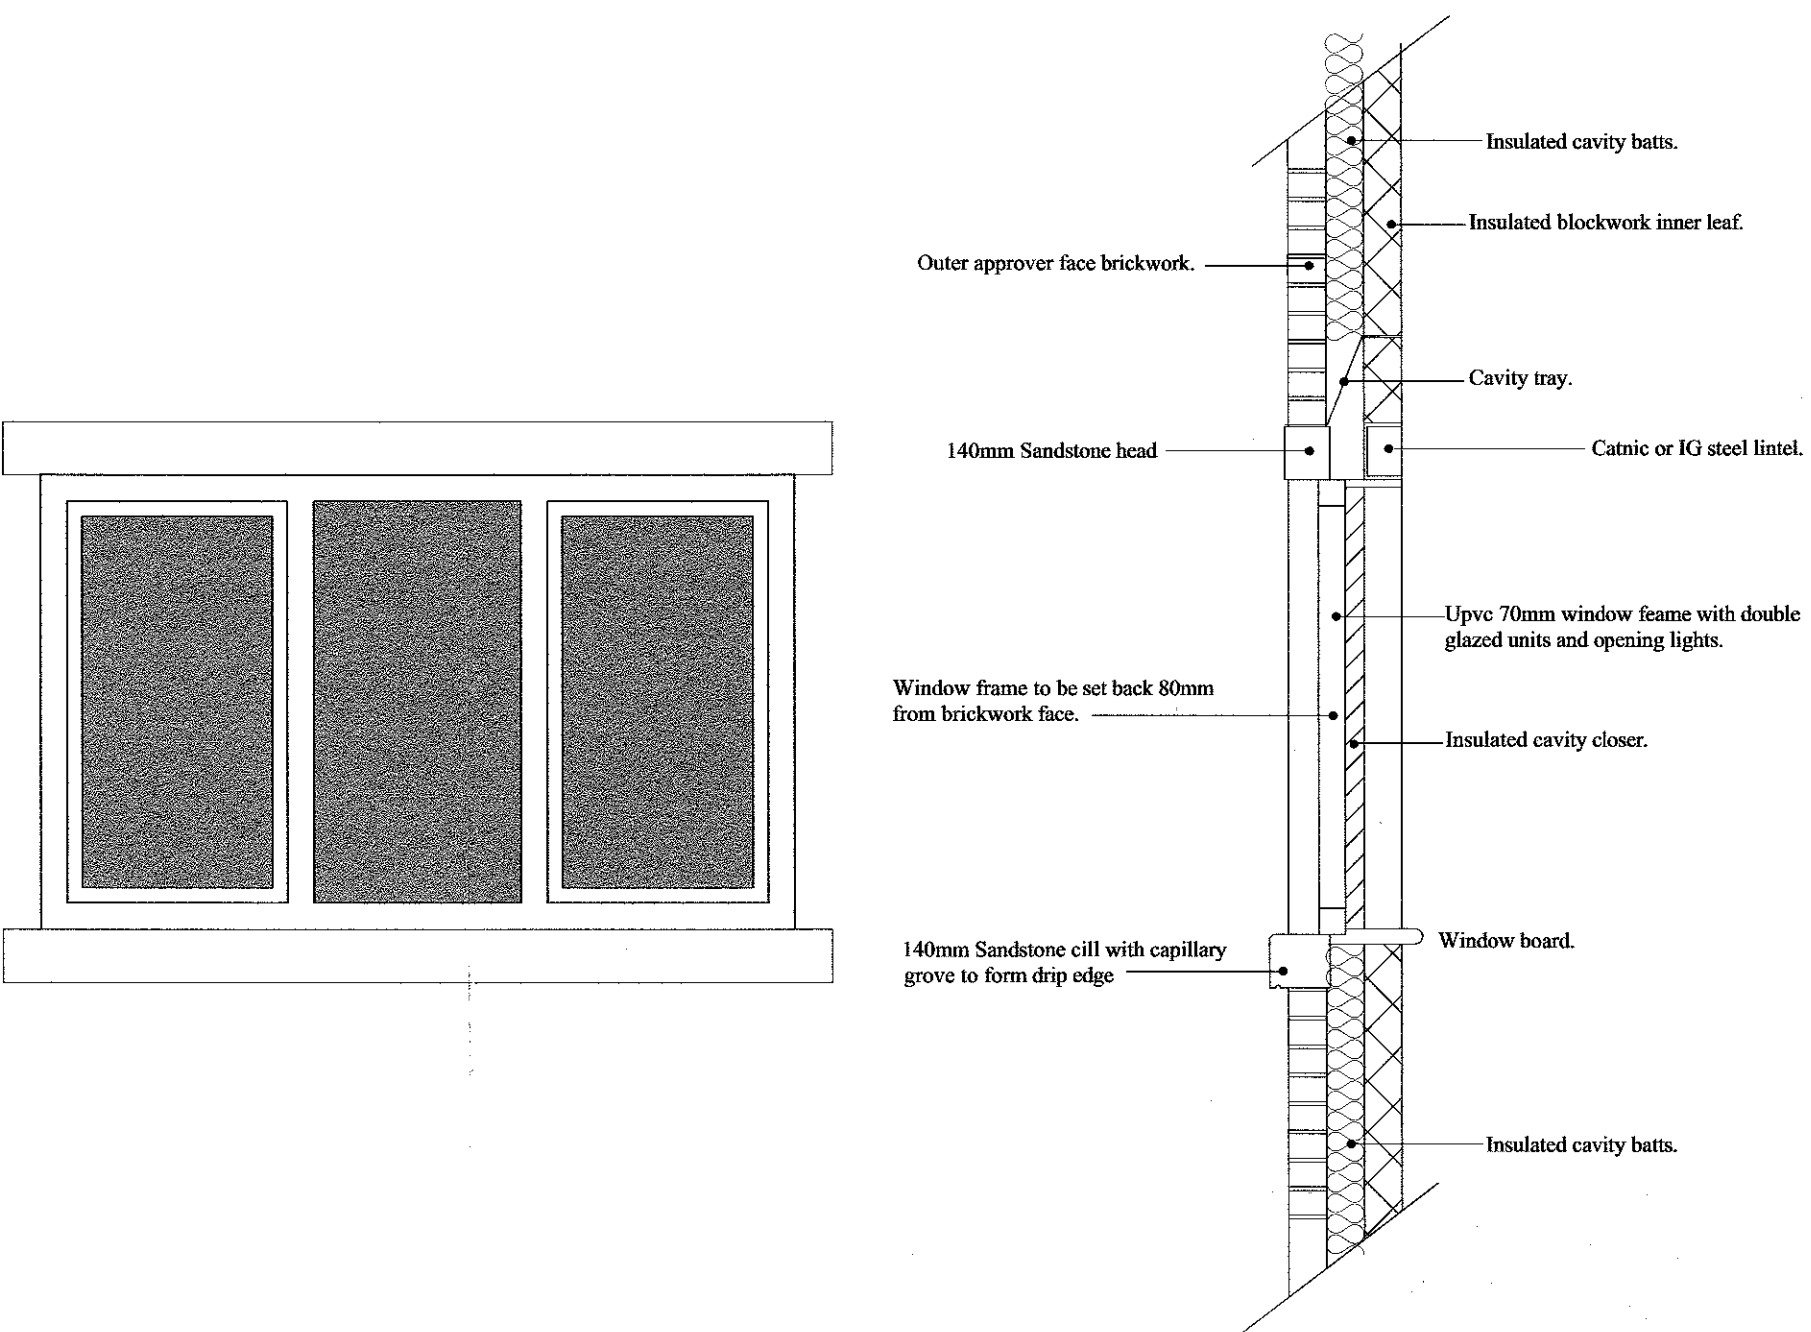 Insulated cavity batts.
Insulated blockwork inner leaf.
Outer approver face brickwork.
Cavity tray.
140mm Sandstone head
Catnic or IG steel lintel.
Upvc 70mm window feame with double
glazed units and opening lights.
Window frame to be set back 80mm
from brickwork face.
Insulated cavity closer.
Window board.
140mm Sandstone cill with capillary
grove to form drip edge
Insulated cavity batts.